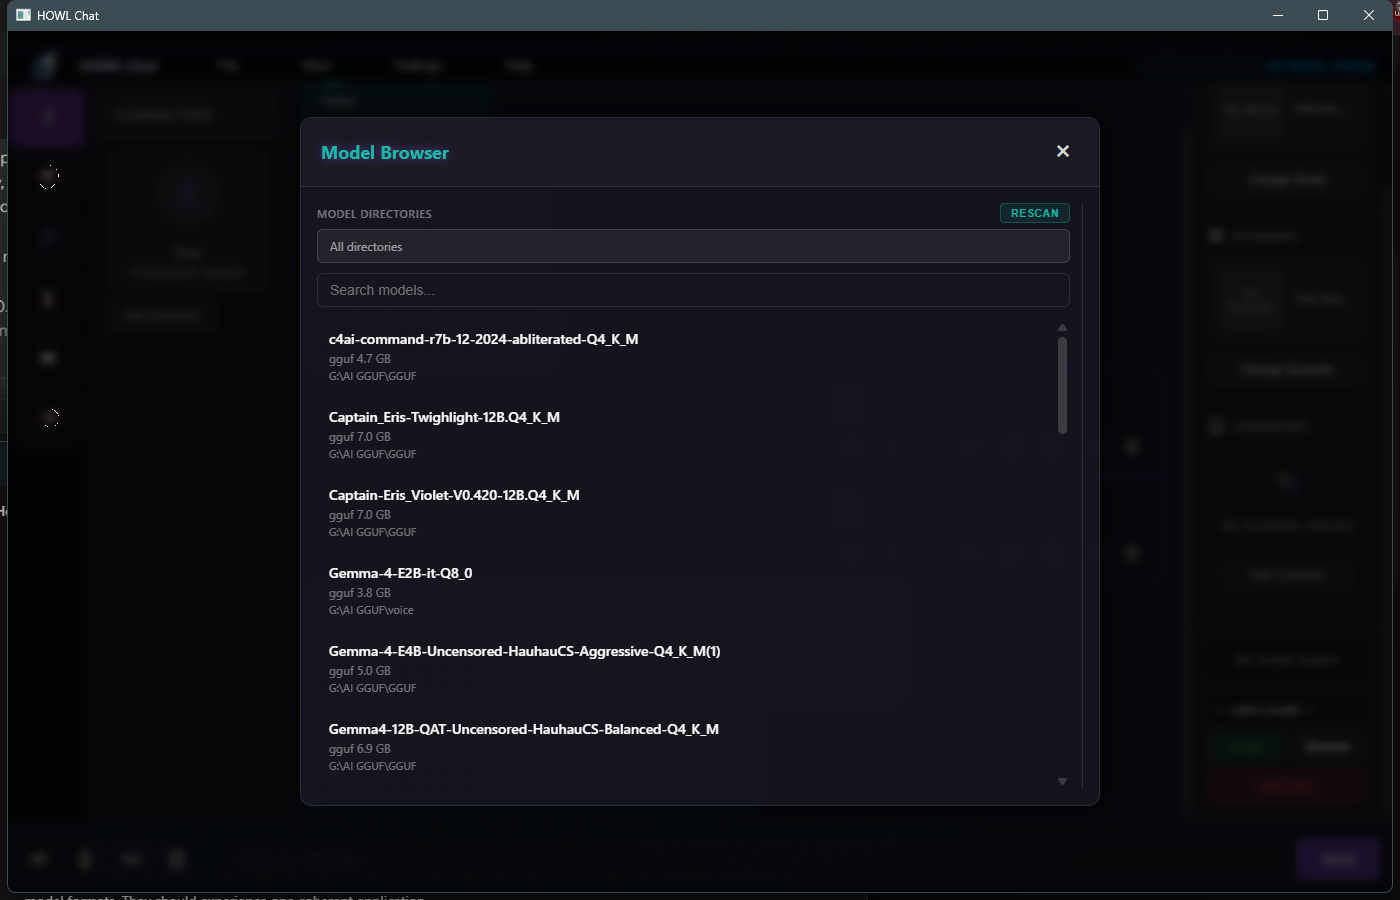 HOWL Chat
Model Browser
MODEL DIRECTORIES
RESCAN
All directories
Search models...
c4ai-command-r7b-12-2024-abliterated-Q4_K_M
gguf 4.7 GB
G:\AI GGUF\GGUF
Captain_Eris-Twighlight-12B.Q4_K_M
gguf 7.0 GB
G:\AI GGUF\GGUF
Captain-Eris_Violet-V0.420-12B.Q4_K_M
gguf 7.0 GB
G:\AI GGUF\GGUF
Gemma-4-E2B-it-Q8_0
gguf 3.8 GB
G:\AI GGUF\voice
Gemma-4-E4B-Uncensored-HauhauCS-Aggressive-Q4_K_M(1)
gguf 5.0 GB
G:\AI GGUF\GGUF
Gemma4-12B-QAT-Uncensored-HauhauCS-Balanced-Q4_K_M
gguf 6.9 GB
G:\AI GGUF\GGUF